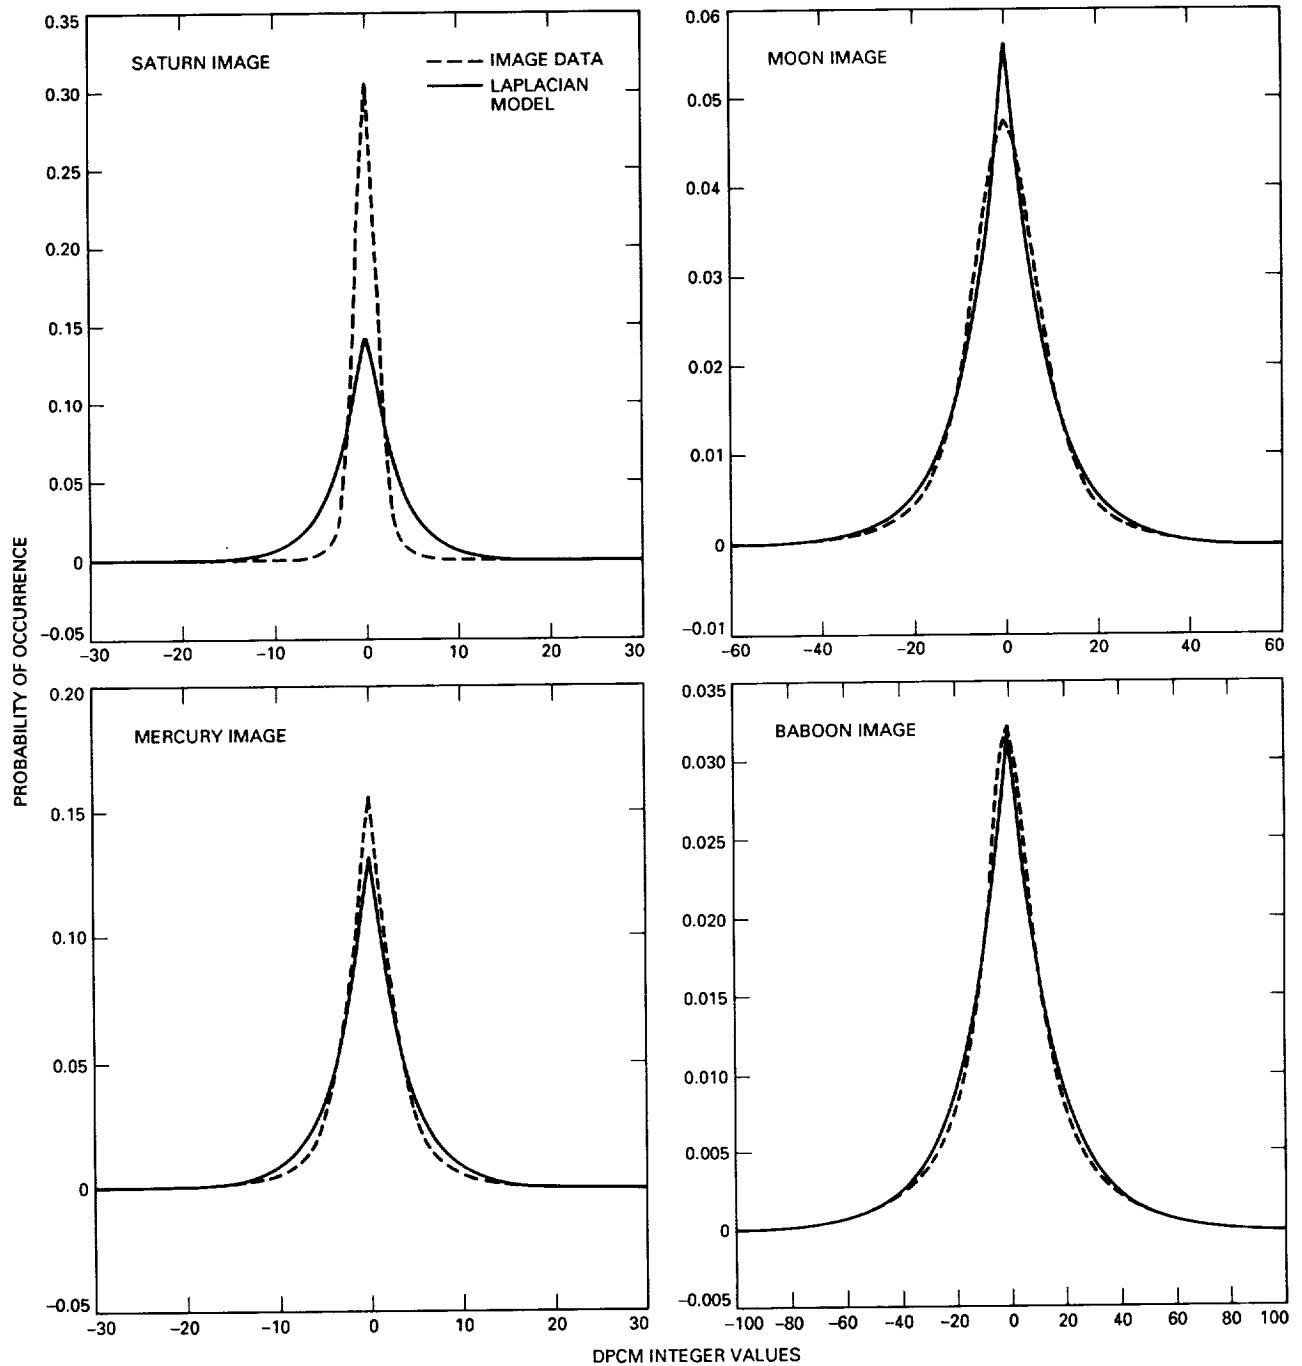 PROBABILITY OF OCCURRENCE
0.35
0.30
0.25
0.20
0.15
0.10
0.05
0
−0.05
SATURN IMAGE
IMAGE DATA
LAPLACIAN
MODEL
−30 −20 −10 0 10 20 30
0.06
0.05
0.04
0.03
0.02
0.01
0
−0.01
MOON IMAGE
−60 −40 −20 0 20 40 60
0.20
0.15
0.10
0.05
0
−0.05
MERCURY IMAGE
−30 −20 −10 0 10 20 30
0.035
0.030
0.025
0.020
0.015
0.010
0.005
0
−0.005
BABOON IMAGE
−100 −80 −60 −40 −20 0 20 40 60 80 100
DPCM INTEGER VALUES